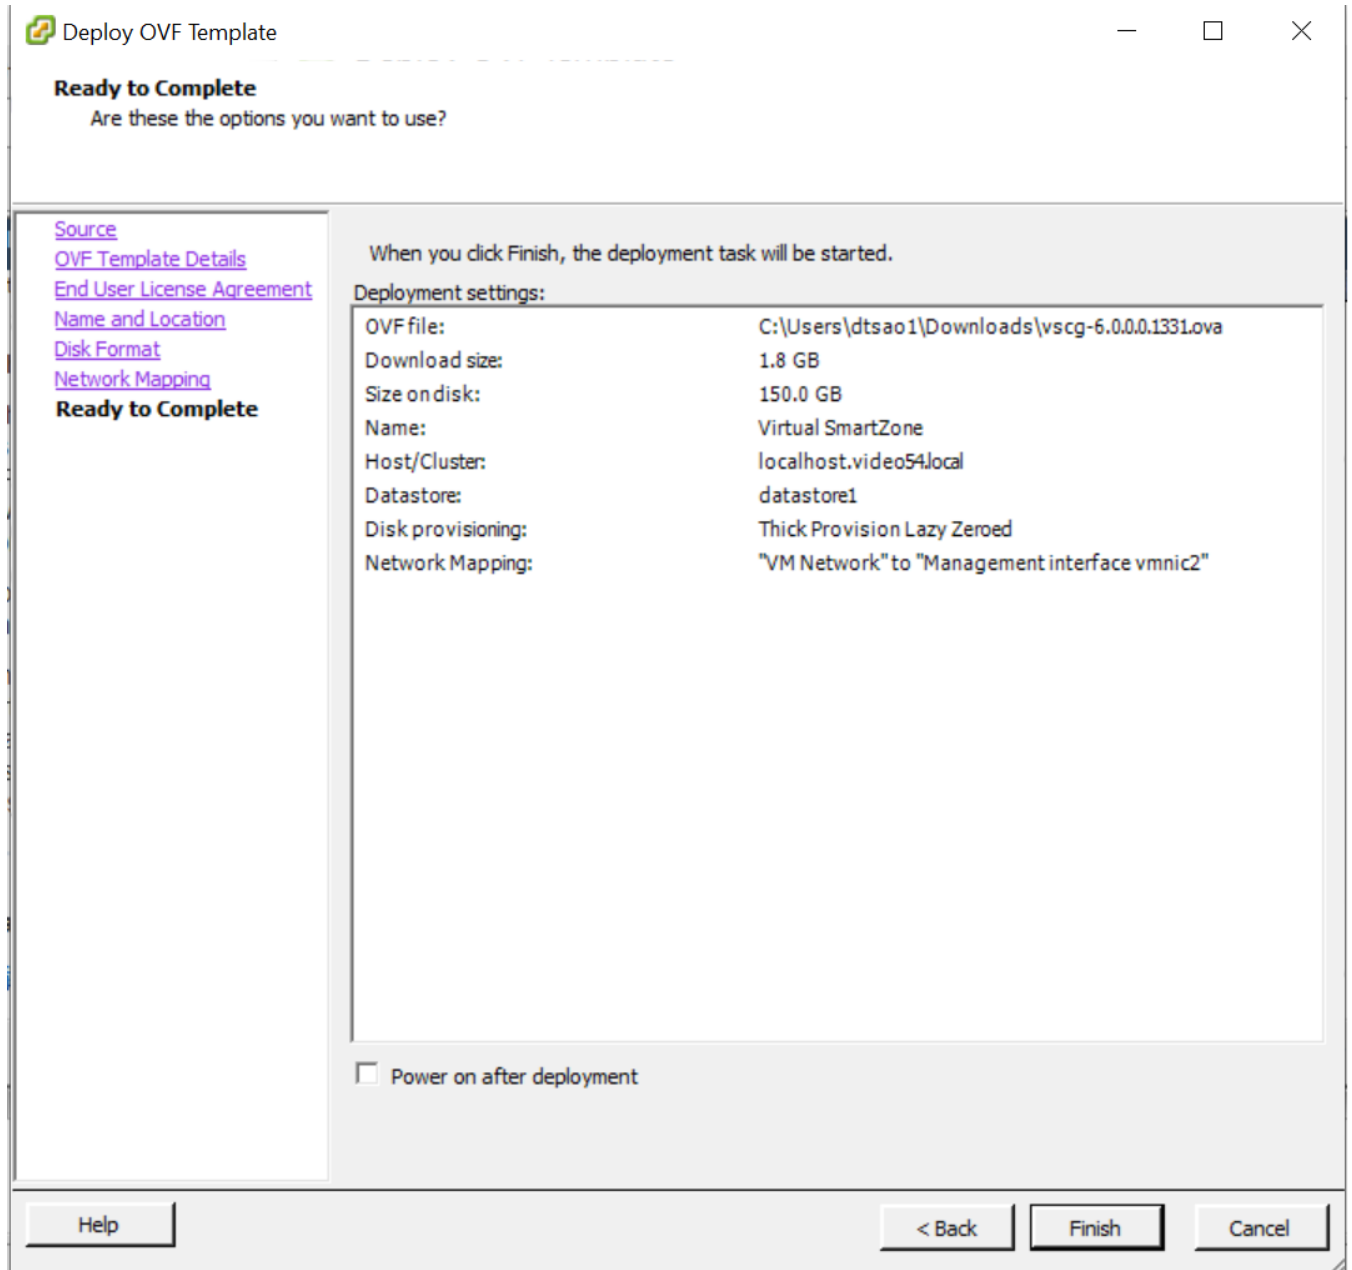 Deploy OVF Template
Ready to Complete
Are these the options you want to use?
Source
OVF Template Details
End User License Agreement
Name and Location
Disk Format
Network Mapping
Ready to Complete
When you click Finish, the deployment task will be started.
Deployment settings:
OVF file: C:\Users\dtsao1\Downloads\vscg-6.0.0.0.1331.ova
Download size: 1.8 GB
Size on disk: 150.0 GB
Name: Virtual SmartZone
Host/Cluster: localhost.video54.local
Datastore: datastore1
Disk provisioning: Thick Provision Lazy Zeroed
Network Mapping: "VM Network" to "Management interface vmnic2"
Power on after deployment
Help
< Back
Finish
Cancel